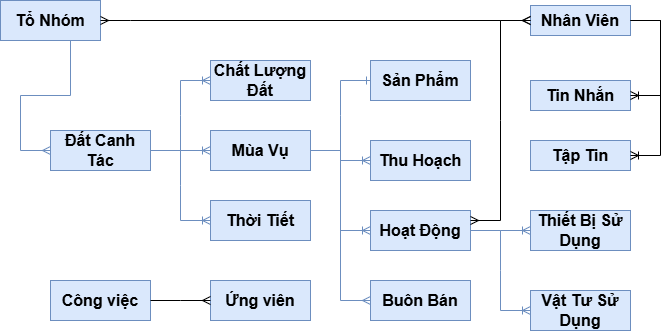 Tổ Nhóm
Nhân Viên
Chất Lượng
Đất
Sản Phẩm
Tin Nhắn
Đất Canh
Tác
Mùa Vụ
Thu Hoạch
Tập Tin
Thời Tiết
Hoạt Động
Thiết Bị Sử
Dụng
Công việc
Ứng viên
Buôn Bán
Vật Tư Sử
Dụng